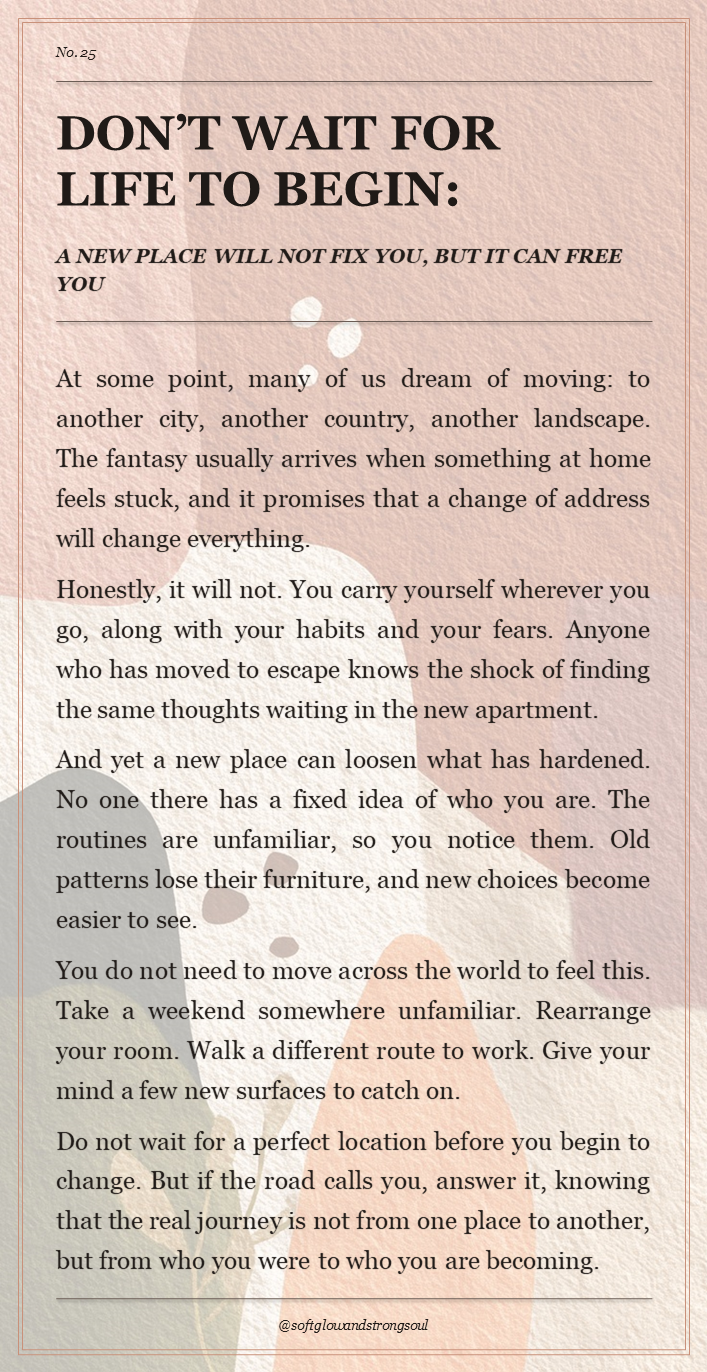 No. 25
DON’T WAIT FOR
LIFE TO BEGIN:
A NEW PLACE WILL NOT FIX YOU, BUT IT CAN FREE
YOU
At some point, many of us dream of moving: to
another city, another country, another landscape.
The fantasy usually arrives when something at home
feels stuck, and it promises that a change of address
will change everything.
Honestly, it will not. You carry yourself wherever you
go, along with your habits and your fears. Anyone
who has moved to escape knows the shock of finding
the same thoughts waiting in the new apartment.
And yet a new place can loosen what has hardened.
No one there has a fixed idea of who you are. The
routines are unfamiliar, so you notice them. Old
patterns lose their furniture, and new choices become
easier to see.
You do not need to move across the world to feel this.
Take a weekend somewhere unfamiliar. Rearrange
your room. Walk a different route to work. Give your
mind a few new surfaces to catch on.
Do not wait for a perfect location before you begin to
change. But if the road calls you, answer it, knowing
that the real journey is not from one place to another,
but from who you were to who you are becoming.
@softglowandstrongsoul